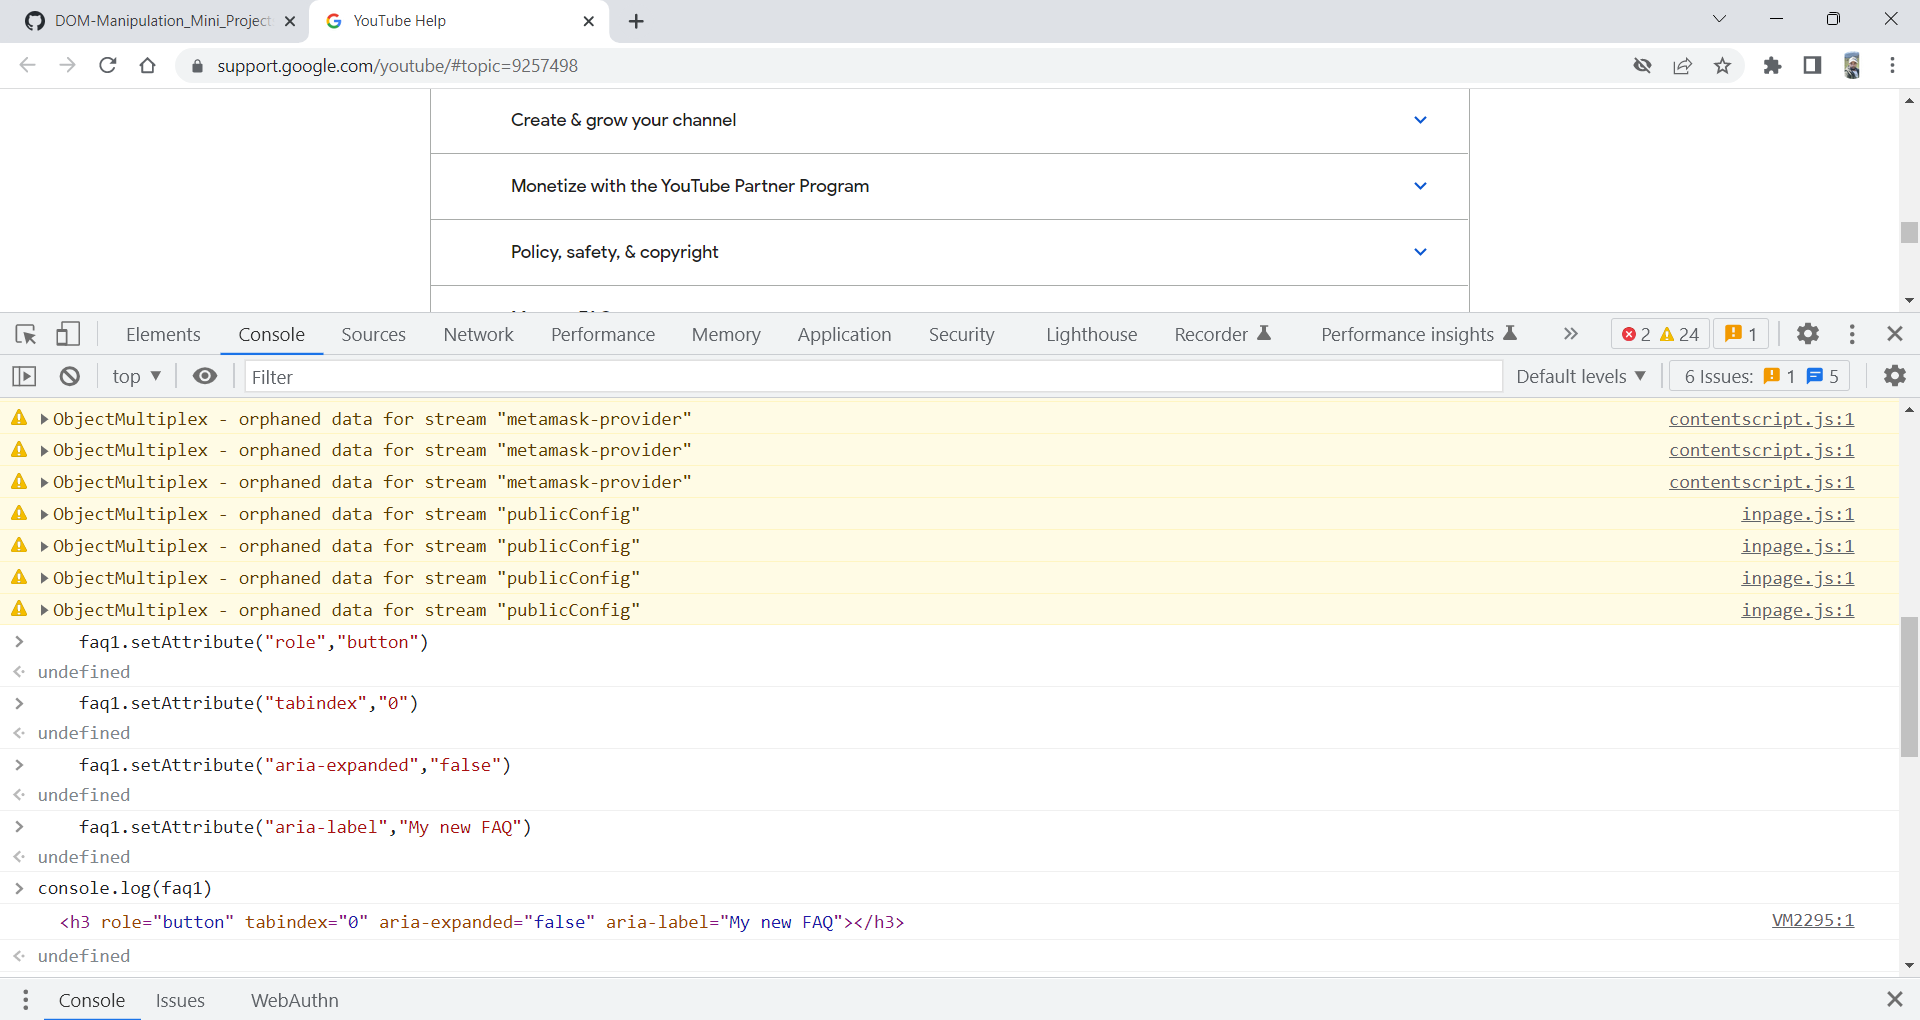 DOM-Manipulation_Mini_Project
YouTube Help
support.google.com/youtube/#topic=9257498
Create & grow your channel
Monetize with the YouTube Partner Program
Policy, safety, & copyright
Elements Console Sources Network Performance Memory Application Security Lighthouse Recorder Performance insights 2 24 1
top Filter Default levels 6 Issues: 1 5
ObjectMultiplex - orphaned data for stream "metamask-provider" contentscript.js:1
ObjectMultiplex - orphaned data for stream "metamask-provider" contentscript.js:1
ObjectMultiplex - orphaned data for stream "metamask-provider" contentscript.js:1
ObjectMultiplex - orphaned data for stream "publicConfig" inpage.js:1
ObjectMultiplex - orphaned data for stream "publicConfig" inpage.js:1
ObjectMultiplex - orphaned data for stream "publicConfig" inpage.js:1
ObjectMultiplex - orphaned data for stream "publicConfig" inpage.js:1
faq1.setAttribute("role","button")
undefined
faq1.setAttribute("tabindex","0")
undefined
faq1.setAttribute("aria-expanded","false")
undefined
faq1.setAttribute("aria-label","My new FAQ")
undefined
console.log(faq1)
<h3 role="button" tabindex="0" aria-expanded="false" aria-label="My new FAQ"></h3> VM2295:1
undefined
Console Issues WebAuthn